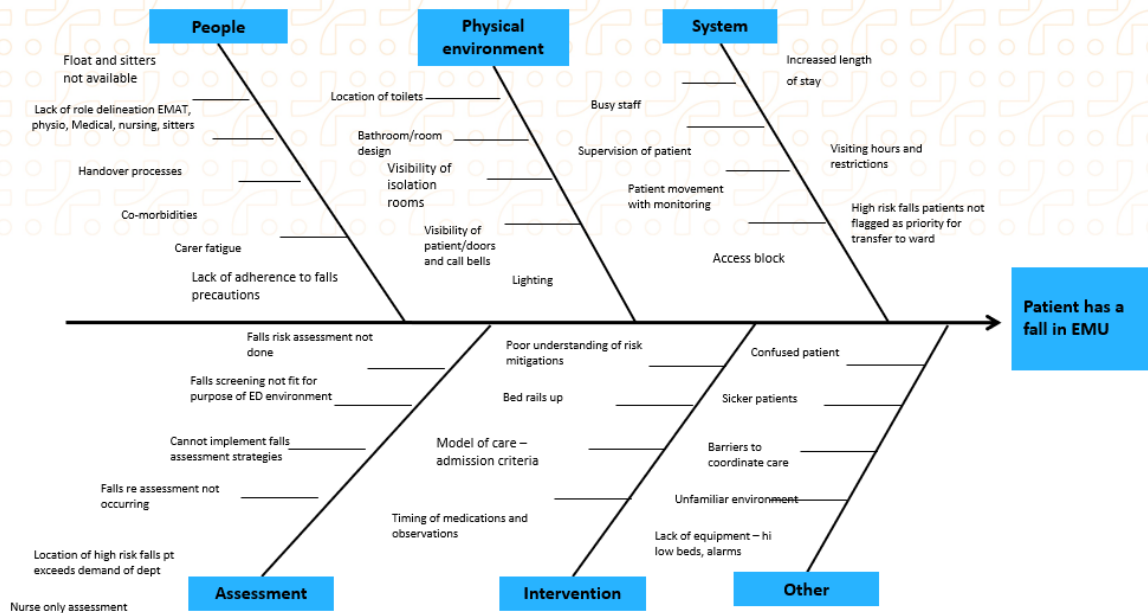 People
Physical
environment
System
Float and sitters
not available
Lack of role delineation EMAT,
physio, Medical, nursing, sitters
Handover processes
Co-morbidities
Carer fatigue
Lack of adherence to falls
precautions
Location of toilets
Bathroom/room
design
Visibility of
isolation
rooms
Visibility of
patient/doors
and call bells
Lighting
Increased length
of stay
Busy staff
Supervision of patient
Visiting hours and
restrictions
Patient movement
with monitoring
High risk falls patients not
flagged as priority for
transfer to ward
Access block
Patient has a
fall in EMU
Falls risk assessment not
done
Falls screening not fit for
purpose of ED environment
Cannot implement falls
assessment strategies
Falls re assessment not
occurring
Location of high risk falls pt
exceeds demand of dept
Nurse only assessment
Assessment
Poor understanding of risk
mitigations
Bed rails up
Model of care –
admission criteria
Timing of medications and
observations
Intervention
Confused patient
Sicker patients
Barriers to
coordinate care
Unfamiliar environment
Lack of equipment – hi
low beds, alarms
Other